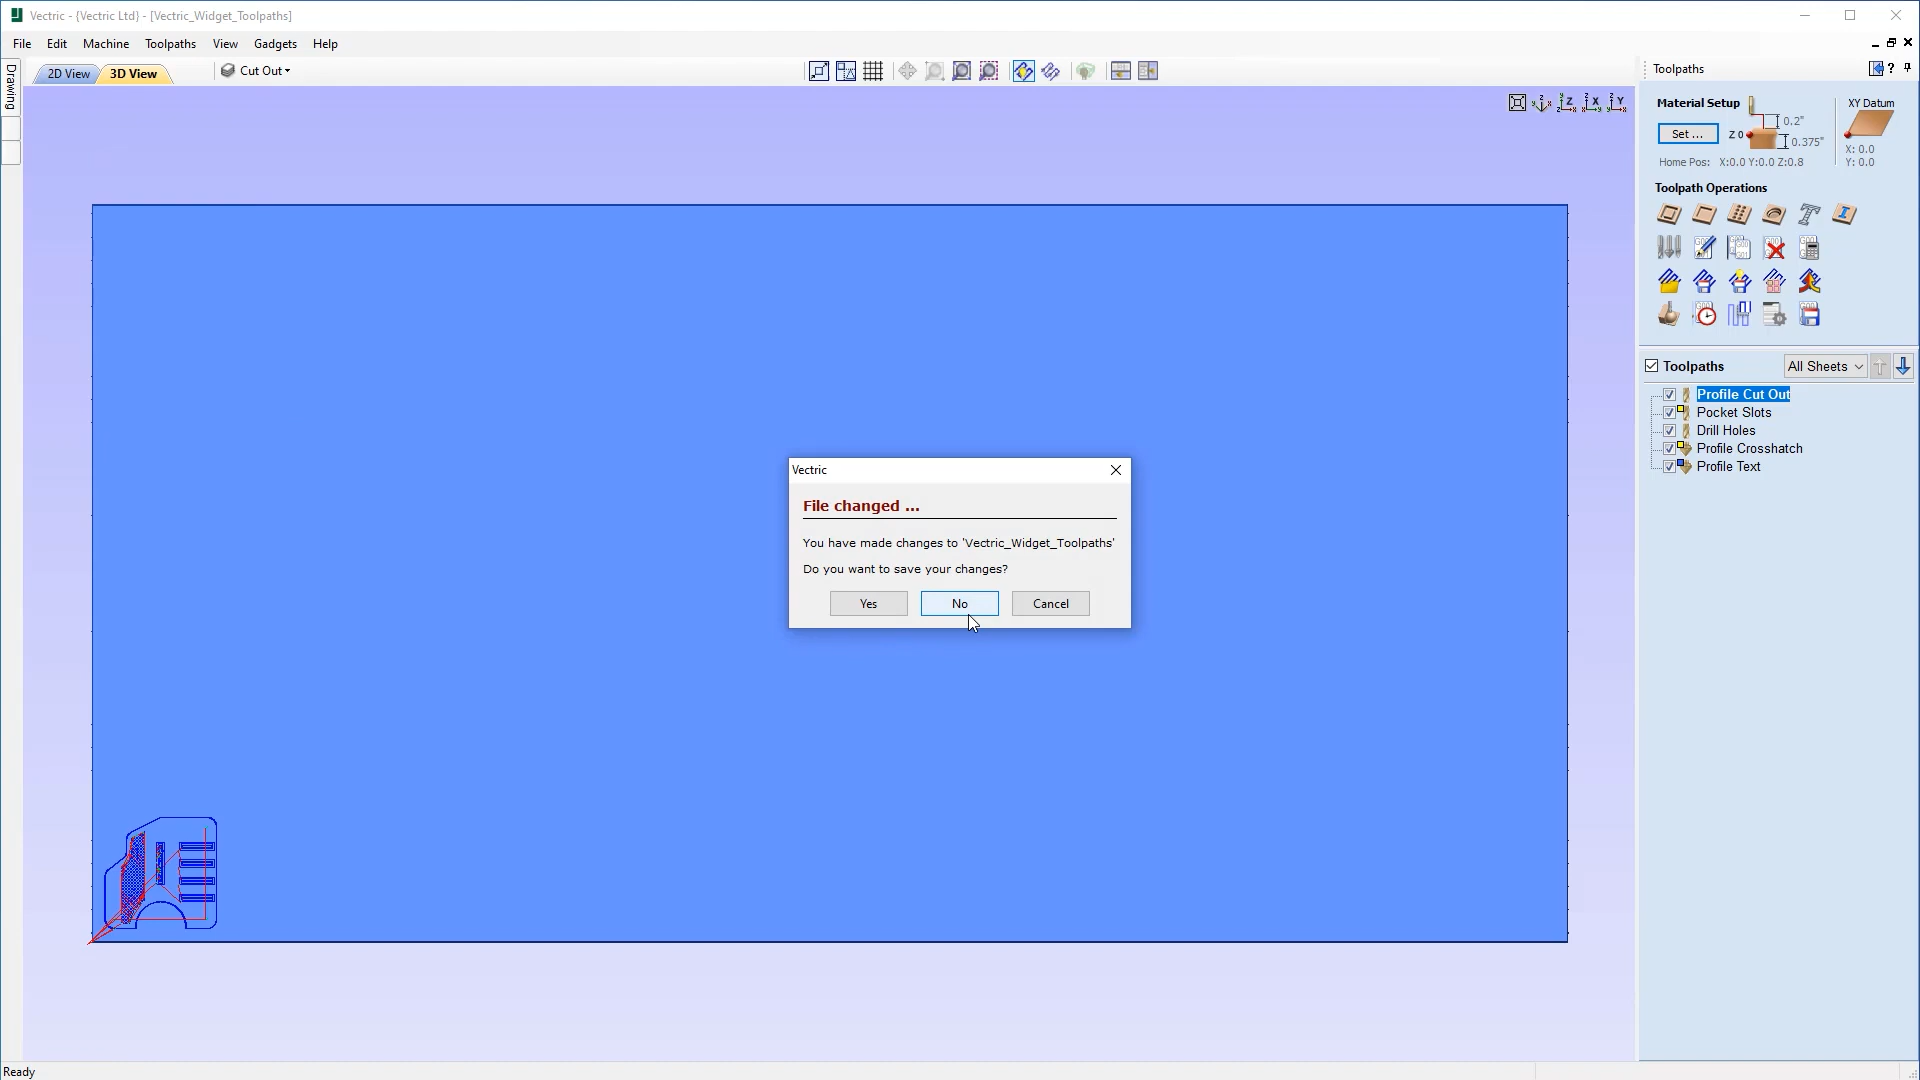 Vectric - {Vectric Ltd} - [Vectric_Widget_Toolpaths]
File Edit Machine Toolpaths View Gadgets Help
Drawing
2D View 3D View Cut Out
Toolpaths
Material Setup
XY Datum
Set ...
Z 0
0.2"
0.375"
X: 0.0
Y: 0.0
Home Pos: X:0.0 Y:0.0 Z:0.8
Toolpath Operations
Toolpaths All Sheets
Profile Cut Out
Pocket Slots
Drill Holes
Profile Crosshatch
Profile Text
Vectric
File changed ...
You have made changes to 'Vectric_Widget_Toolpaths'
Do you want to save your changes?
Yes No Cancel
Ready